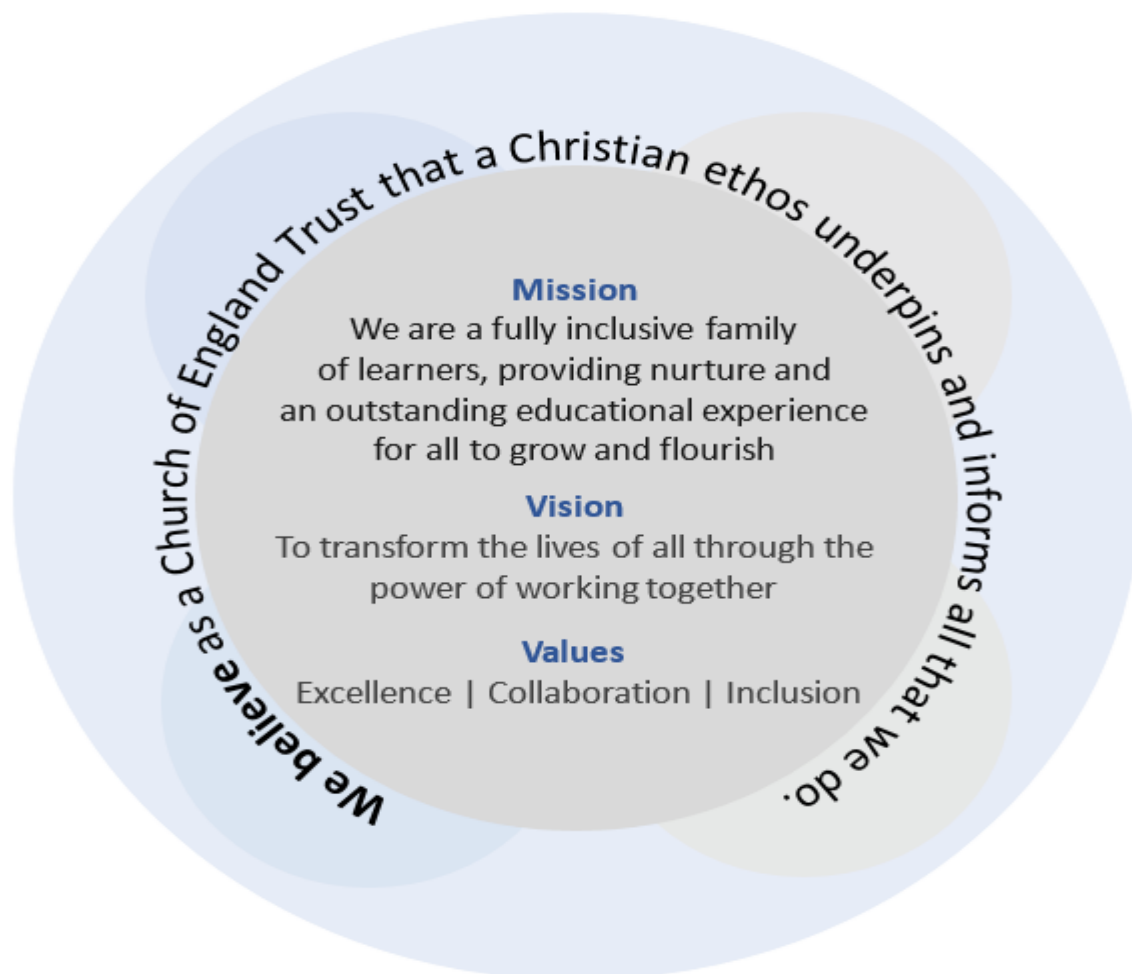 We believe as a Church of England Trust that a Christian ethos underpins and informs all that we do.
Mission
We are a fully inclusive family
of learners, providing nurture and
an outstanding educational experience
for all to grow and flourish
Vision
To transform the lives of all through the
power of working together
Values
Excellence | Collaboration | Inclusion